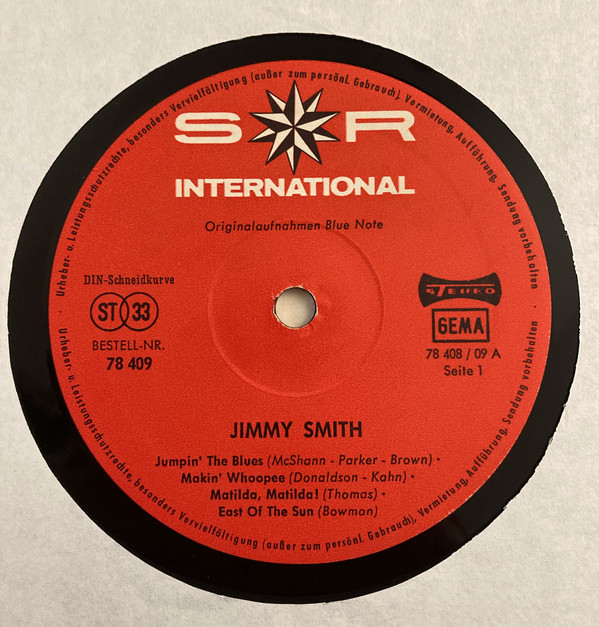 Urheber- u. Leistungsschutzrechte, besonders Vervielfältigung (außer zum persönl. Gebrauch), Vermietung, Aufführung, Sendung vorbehalten
S R
INTERNATIONAL
Originalaufnahmen Blue Note
DIN-Schneidkurve
ST 33
BESTELL-NR.
78 409
STEREO
GEMA
78 408 / 09 A
Seite 1
JIMMY SMITH
Jumpin' The Blues (McShann - Parker - Brown) •
Makin' Whoopee (Donaldson - Kahn) •
Matilda, Matilda! (Thomas) •
East Of The Sun (Bowman)
Urheber- u. Leistungsschutzrechte, besonders Vervielfältigung (außer zum persönl. Gebrauch), Vermietung, Aufführung, Sendung vorbehalten